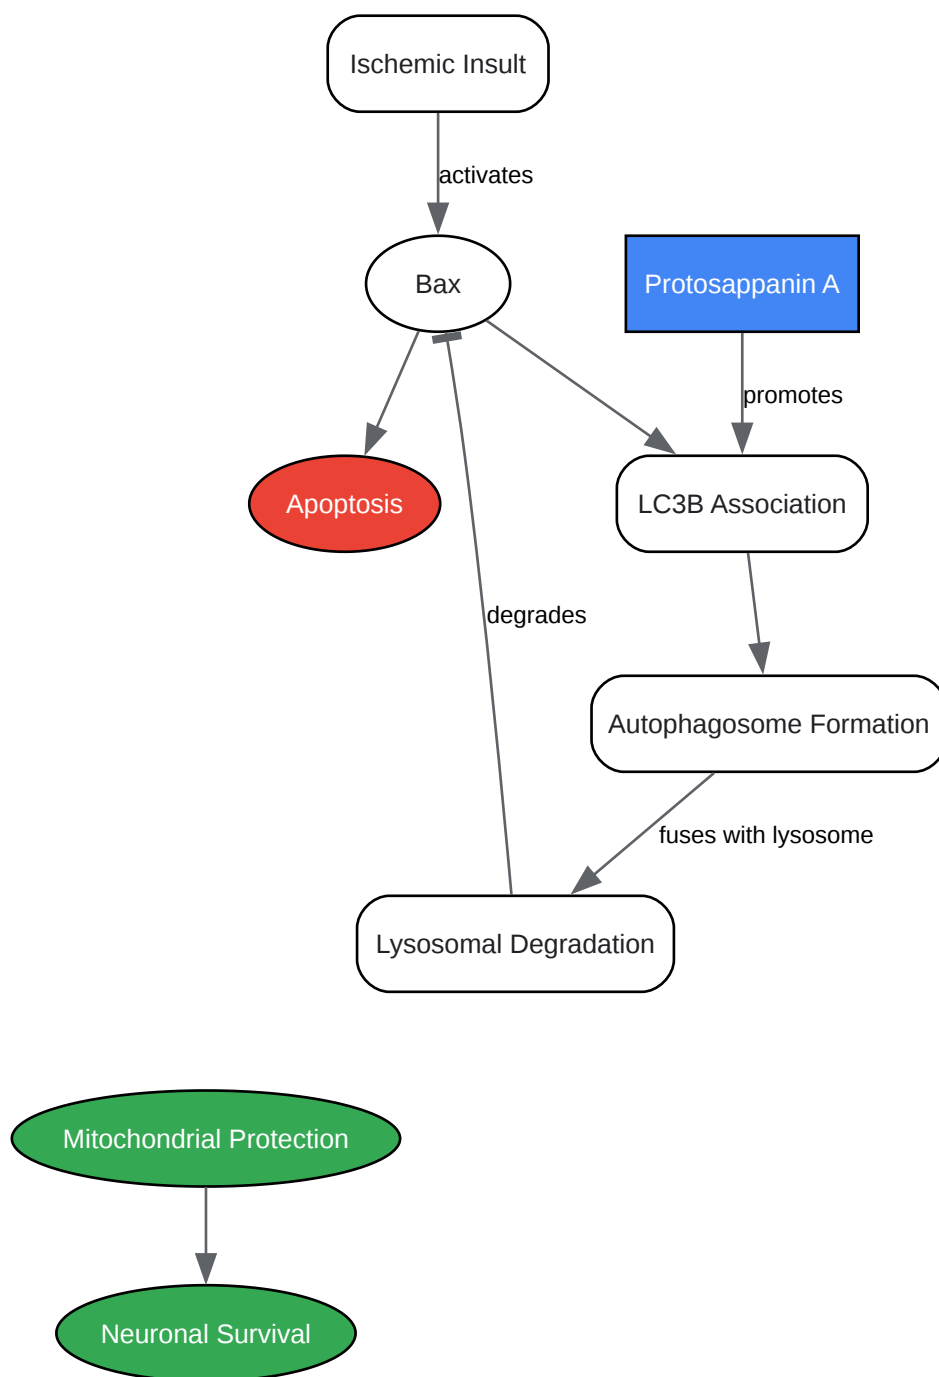 Ischemic Insult
activates
Bax
Protosappanin A
promotes
Apoptosis
LC3B Association
degrades
Autophagosome Formation
fuses with lysosome
Lysosomal Degradation
Mitochondrial Protection
Neuronal Survival